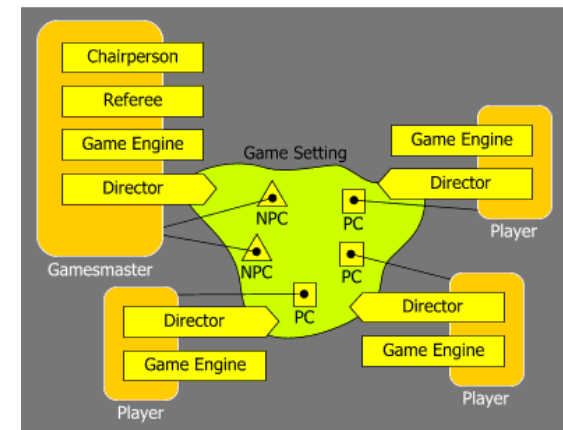 Chairperson
Referee
Game Engine
Director
Gamesmaster
Game Setting
NPC
NPC
PC
PC
PC
Game Engine
Director
Player
Director
Game Engine
Player
Director
Game Engine
Player